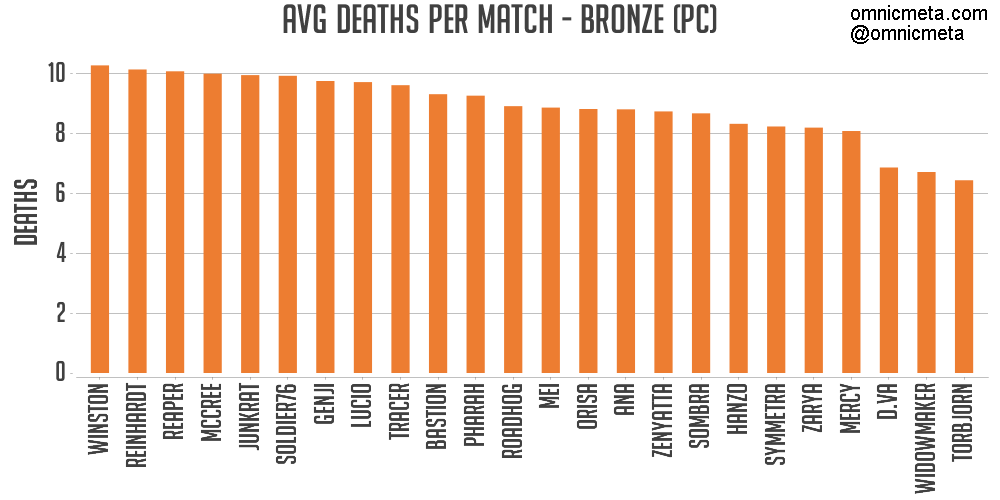 AVG DEATHS PER MATCH - BRONZE (PC)
omnicmeta.com
@omnicmeta
DEATHS
10
8
6
4
2
0
WINSTON
REINHARDT
REAPER
MCCREE
JUNKRAT
SOLDIER76
GENJI
LUCIO
TRACER
BASTION
PHARAH
ROADHOG
MEI
ORISA
ANA
ZENYATTA
SOMBRA
HANZO
SYMMETRA
ZARYA
MERCY
D.VA
WIDOWMAKER
TORBJORN